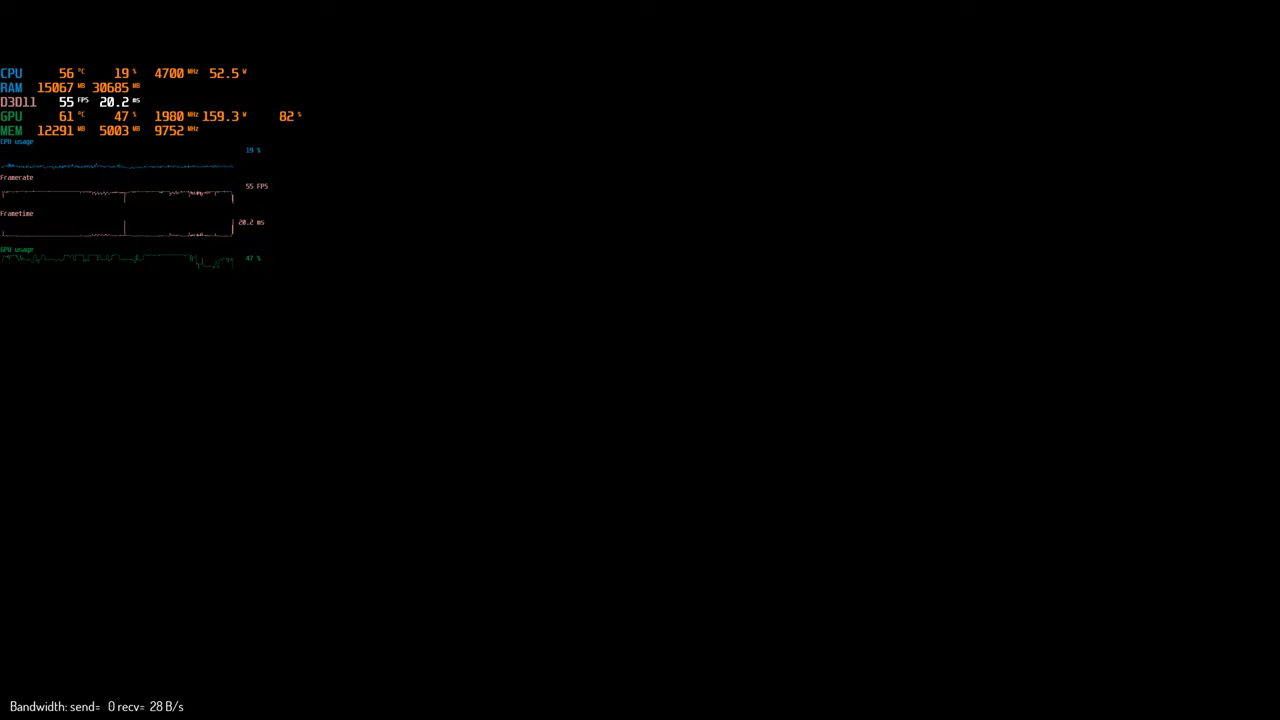 CPU 56 °C 19 % 4700 MHz 52.5 W
RAM 15067 MB 30685 MB
D3D11 55 FPS 20.2 ms
GPU 61 °C 47 % 1980 MHz 159.3 W 82 %
MEM 12291 MB 5003 MB 9752 MHz
CPU usage
19 %
Framerate
55 FPS
Frametime
20.2 ms
GPU usage
47 %
Bandwidth: send= 0 recv= 28 B/s